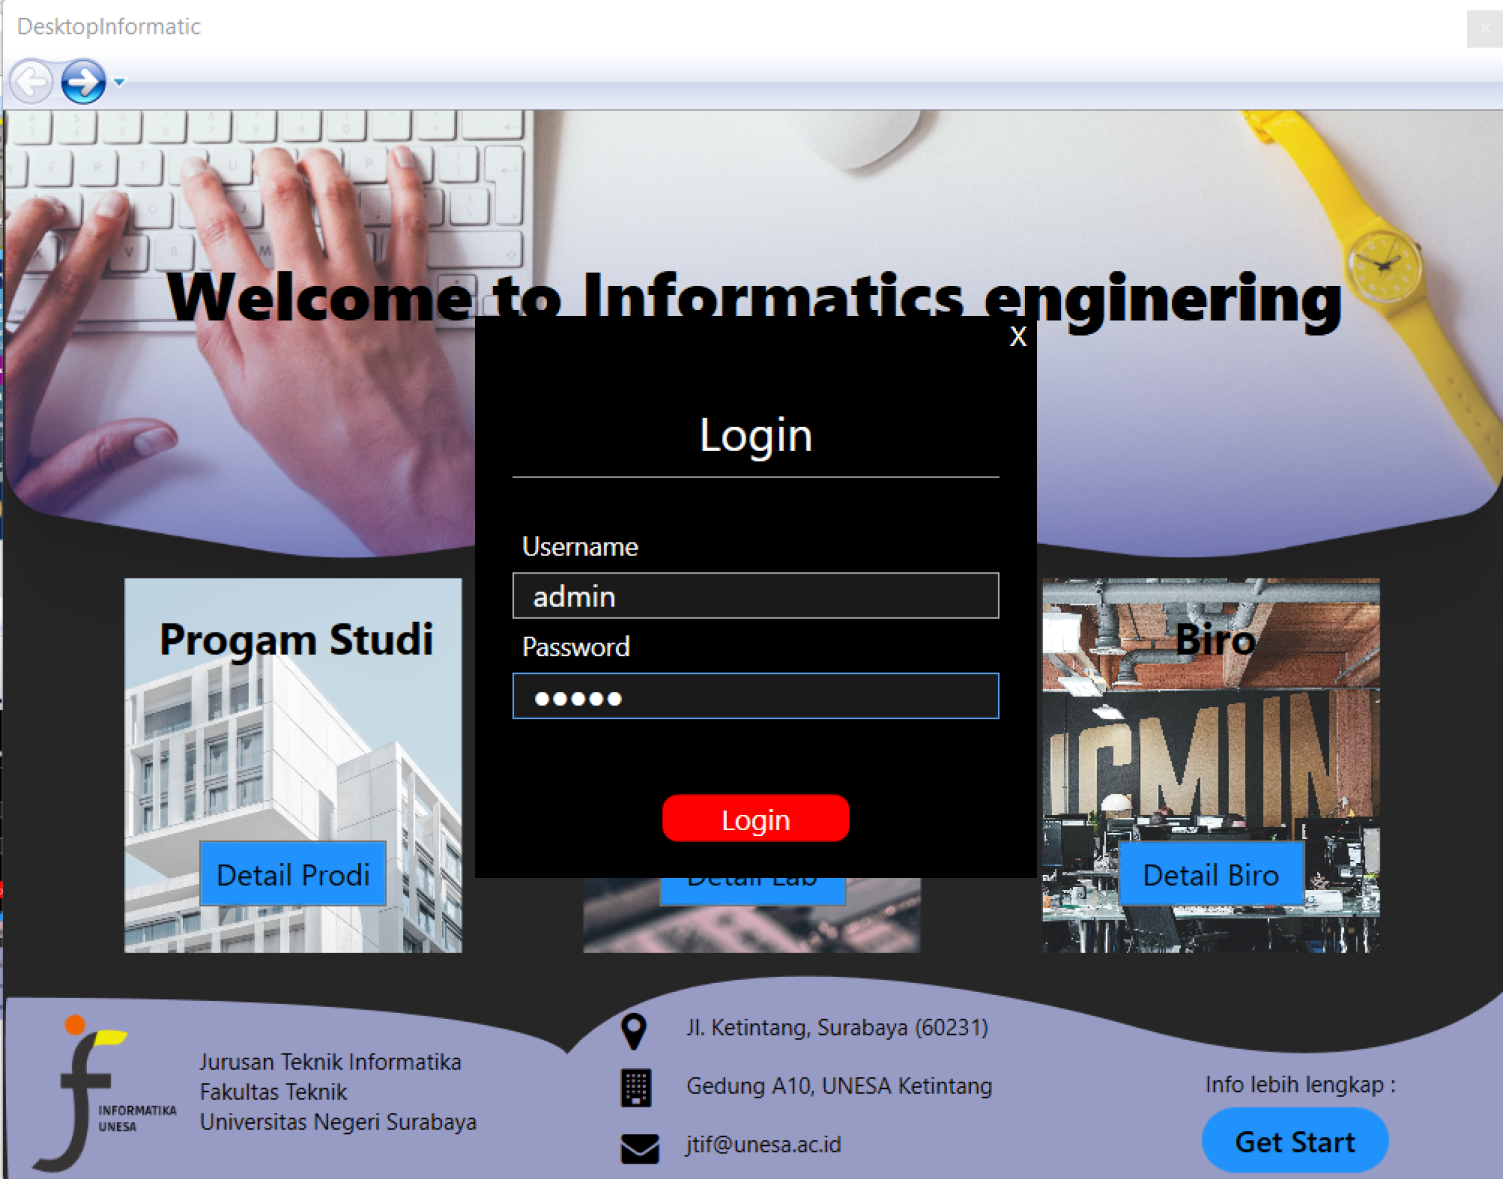 DesktopInformatic
Welcome to Informatics enginering
X
Login
Username
admin
Password
●●●●●
Login
Progam Studi
Detail Prodi
Detail Lab
Biro
Detail Biro
INFORMATIKA
UNESA
Jurusan Teknik Informatika
Fakultas Teknik
Universitas Negeri Surabaya
Jl. Ketintang, Surabaya (60231)
Gedung A10, UNESA Ketintang
jtif@unesa.ac.id
Info lebih lengkap :
Get Start